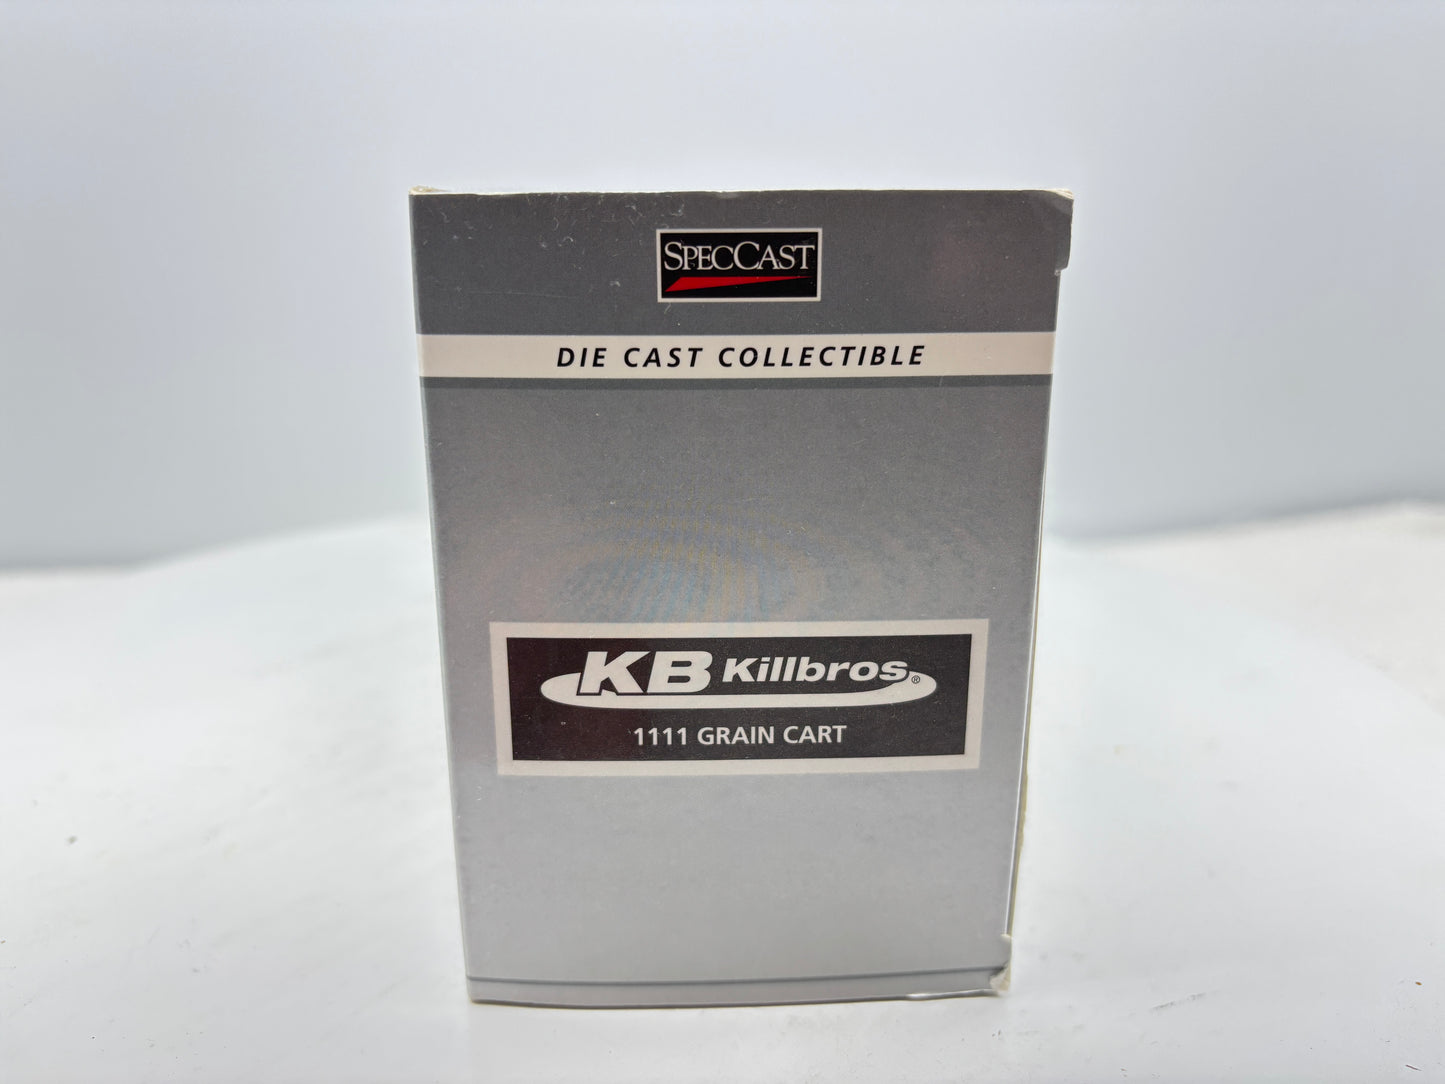 SPECCAST
DIE CAST COLLECTIBLE
KB Killbros®
1111 GRAIN CART